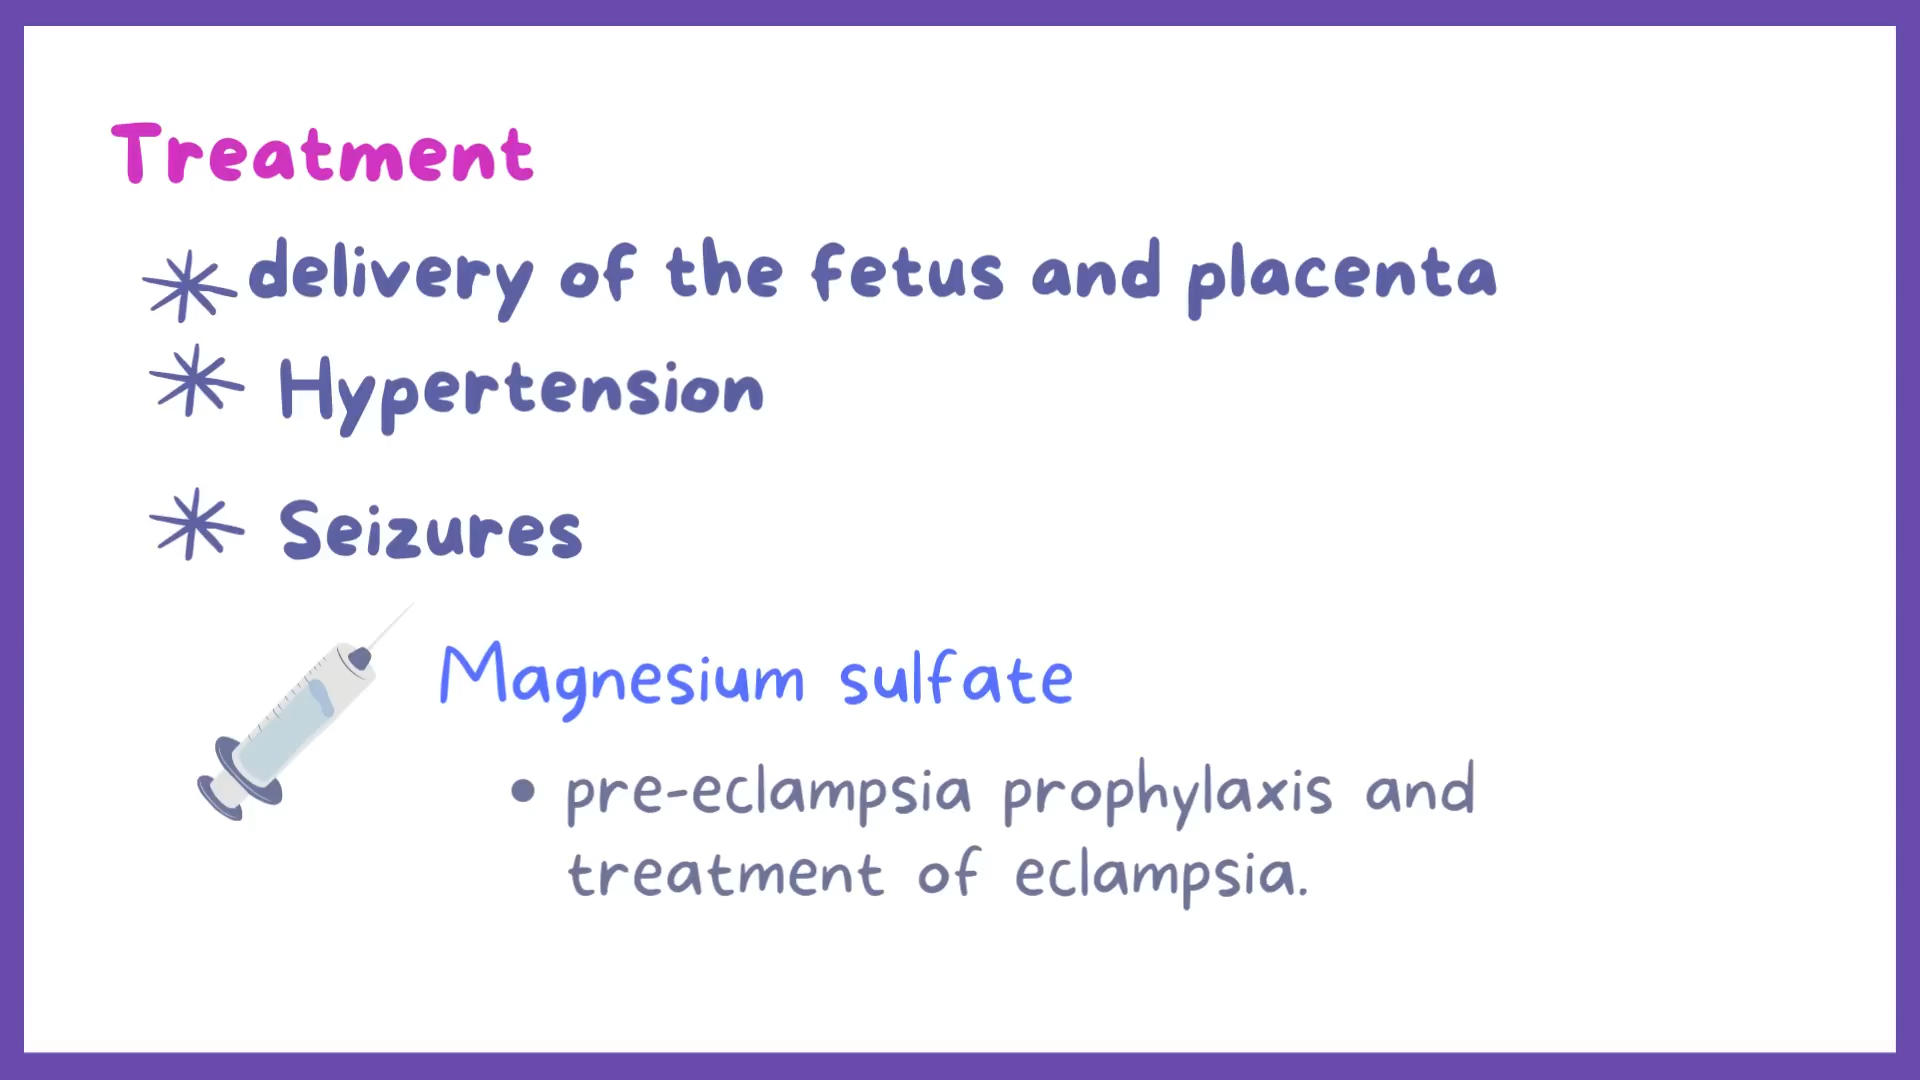 Treatment
delivery of the fetus and placenta
Hypertension
Seizures
Magnesium sulfate
• pre-eclampsia prophylaxis and
treatment of eclampsia.